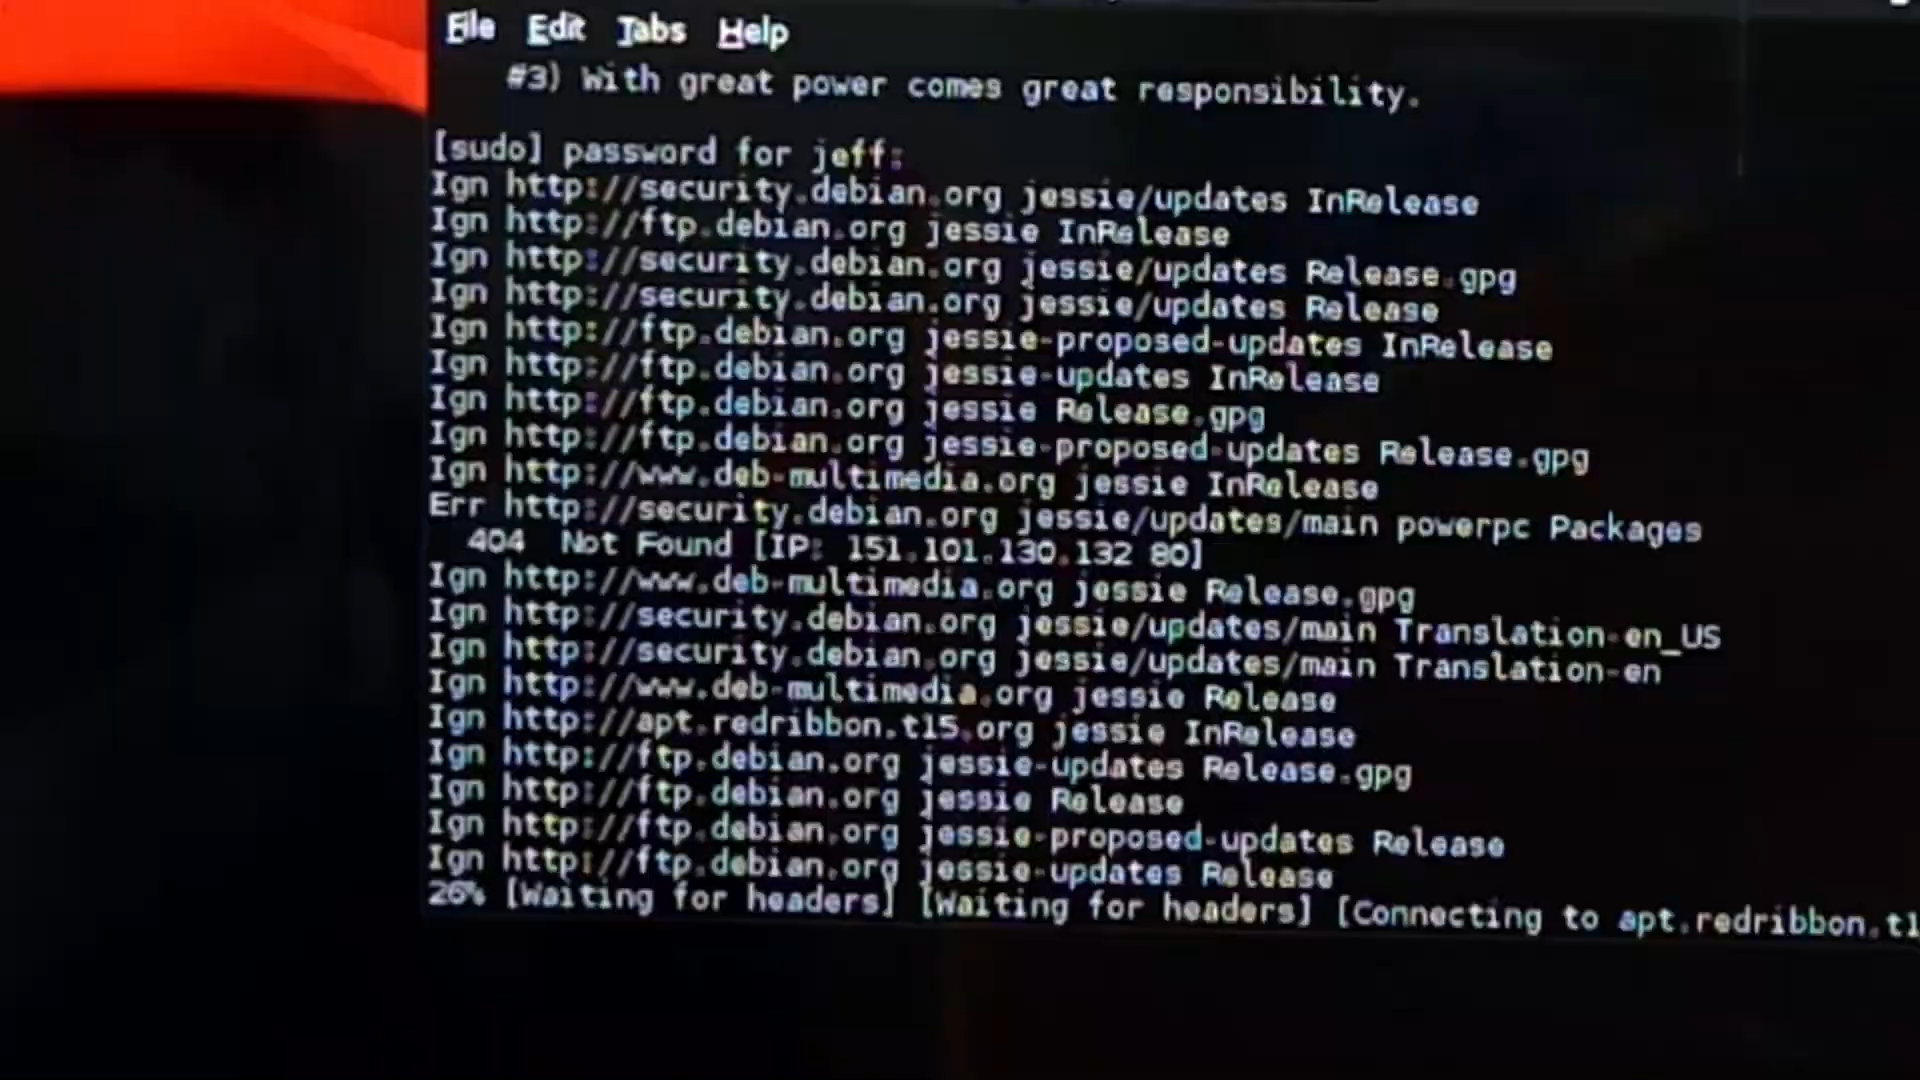 File Edit Tabs Help
#3) With great power comes great responsibility.
[sudo] password for jeff:
Ign http://security.debian.org jessie/updates InRelease
Ign http://ftp.debian.org jessie InRelease
Ign http://security.debian.org jessie/updates Release.gpg
Ign http://security.debian.org jessie/updates Release
Ign http://ftp.debian.org jessie-proposed-updates InRelease
Ign http://ftp.debian.org jessie-updates InRelease
Ign http://ftp.debian.org jessie Release.gpg
Ign http://ftp.debian.org jessie-proposed-updates Release.gpg
Ign http://www.deb-multimedia.org jessie InRelease
Err http://security.debian.org jessie/updates/main powerpc Packages
404 Not Found [IP: 151.101.130.132 80]
Ign http://www.deb-multimedia.org jessie Release.gpg
Ign http://security.debian.org jessie/updates/main Translation-en_US
Ign http://security.debian.org jessie/updates/main Translation-en
Ign http://www.deb-multimedia.org jessie Release
Ign http://apt.redribbon.t15.org jessie InRelease
Ign http://ftp.debian.org jessie-updates Release.gpg
Ign http://ftp.debian.org jessie Release
Ign http://ftp.debian.org jessie-proposed-updates Release
Ign http://ftp.debian.org jessie-updates Release
26% [Waiting for headers] [Waiting for headers] [Connecting to apt.redribbon.t1